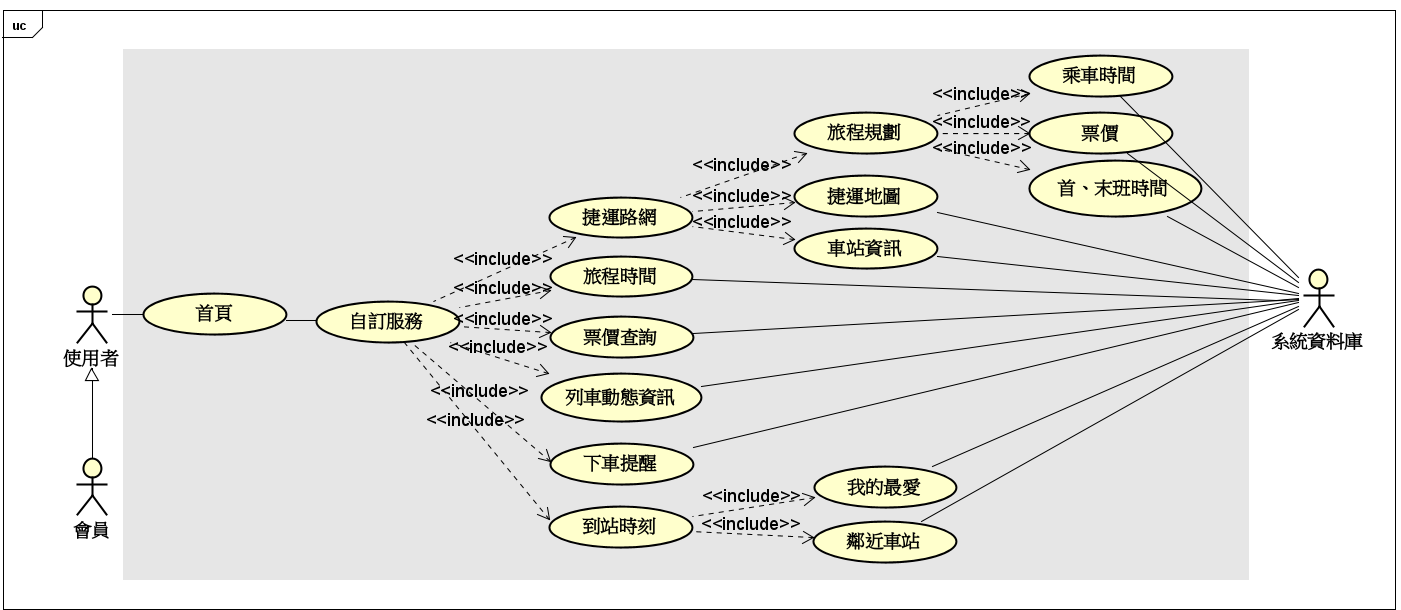 uc
乘車時間
<<include>>
旅程規劃
<<include>>
票價
<<include>>
<<include>>
首、末班時間
<<include>>
捷運地圖
捷運路網
<<include>>
車站資訊
<<include>>
旅程時間
<<include>>
使用者
首頁
自訂服務
<<include>>
票價查詢
<<include>>
系統資料庫
<<include>>
列車動態資訊
<<include>>
下車提醒
我的最愛
<<include>>
會員
到站時刻
<<include>>
鄰近車站